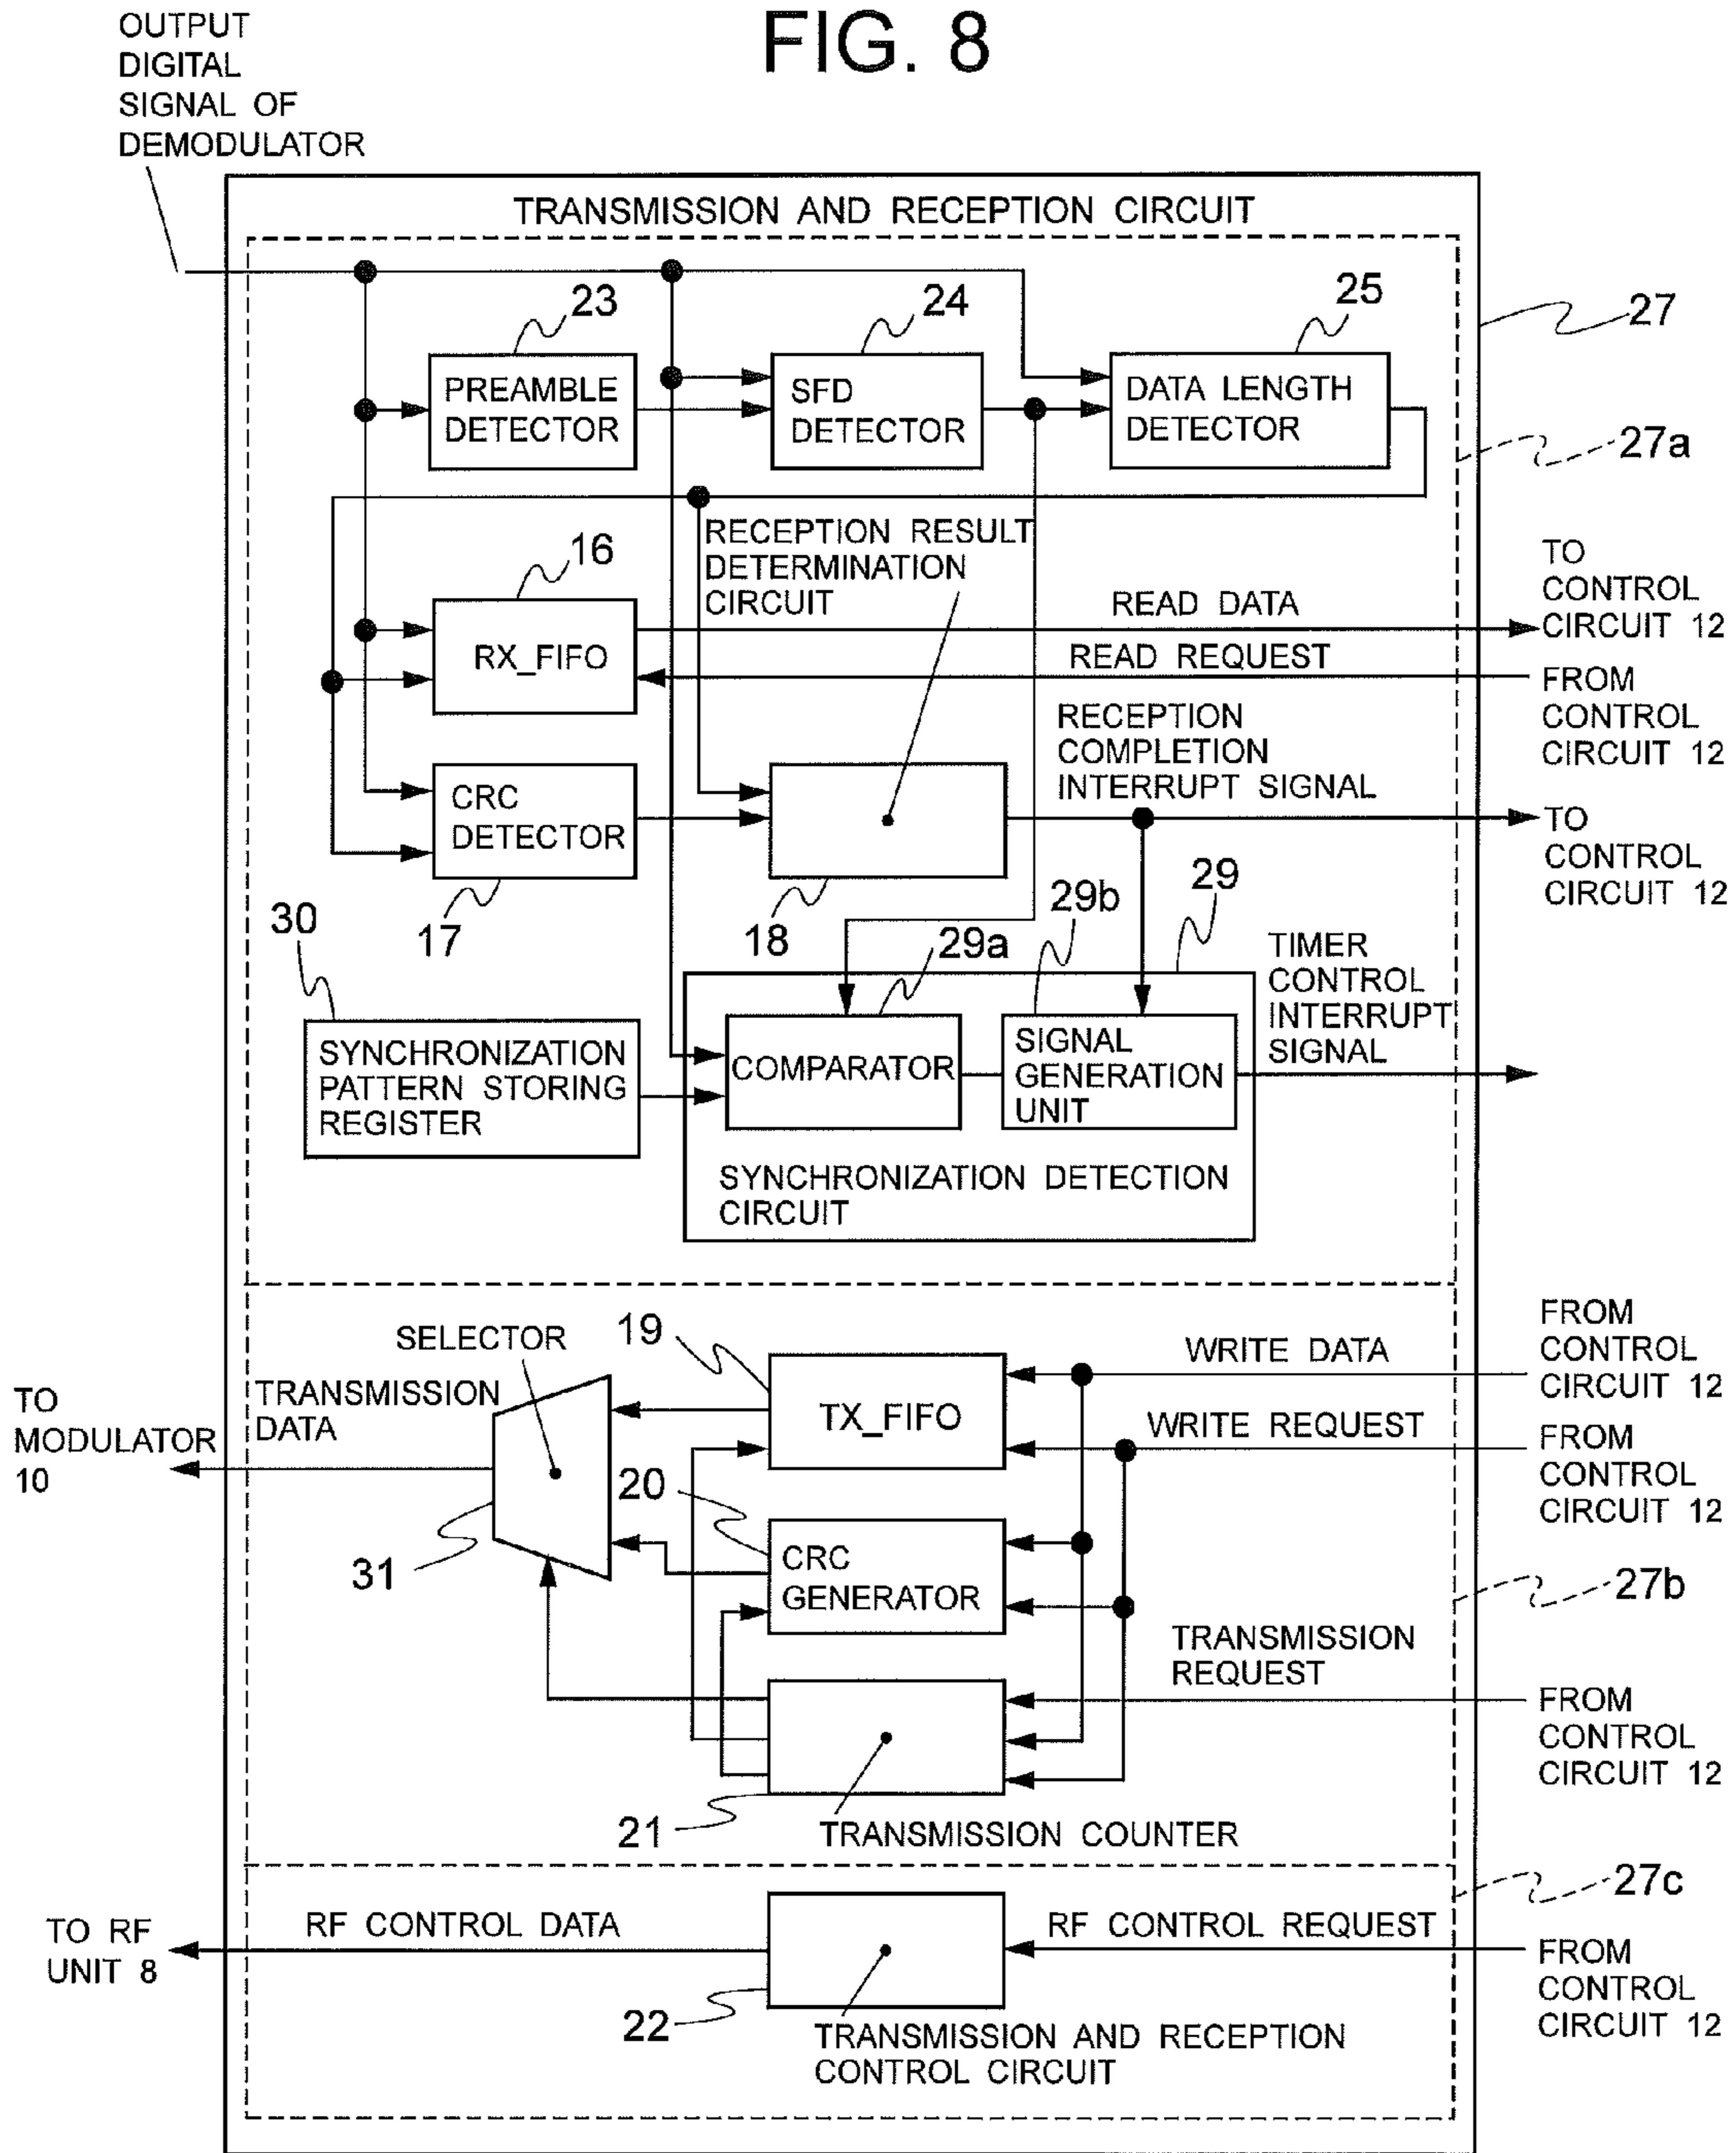 FIG. 8
OUTPUT
DIGITAL
SIGNAL OF
DEMODULATOR
TRANSMISSION AND RECEPTION CIRCUIT
23
24
25
27
PREAMBLE
DETECTOR
SFD
DETECTOR
DATA LENGTH
DETECTOR
27a
RECEPTION RESULT
DETERMINATION
CIRCUIT
16
RX_FIFO
READ DATA
TO
CONTROL
CIRCUIT 12
READ REQUEST
FROM
CONTROL
CIRCUIT 12
RECEPTION
COMPLETION
INTERRUPT SIGNAL
TO
CONTROL
CIRCUIT 12
CRC
DETECTOR
17
18
30
29a
29b
29
TIMER
CONTROL
INTERRUPT
SIGNAL
SYNCHRONIZATION
PATTERN STORING
REGISTER
COMPARATOR
SIGNAL
GENERATION
UNIT
SYNCHRONIZATION DETECTION
CIRCUIT
SELECTOR
19
TX_FIFO
WRITE DATA
FROM
CONTROL
CIRCUIT 12
TO
MODULATOR
10
TRANSMISSION
DATA
WRITE REQUEST
FROM
CONTROL
CIRCUIT 12
31
20
CRC
GENERATOR
27b
TRANSMISSION
REQUEST
FROM
CONTROL
CIRCUIT 12
21
TRANSMISSION COUNTER
27c
TO RF
UNIT 8
RF CONTROL DATA
RF CONTROL REQUEST
FROM
CONTROL
CIRCUIT 12
22
TRANSMISSION AND RECEPTION
CONTROL CIRCUIT